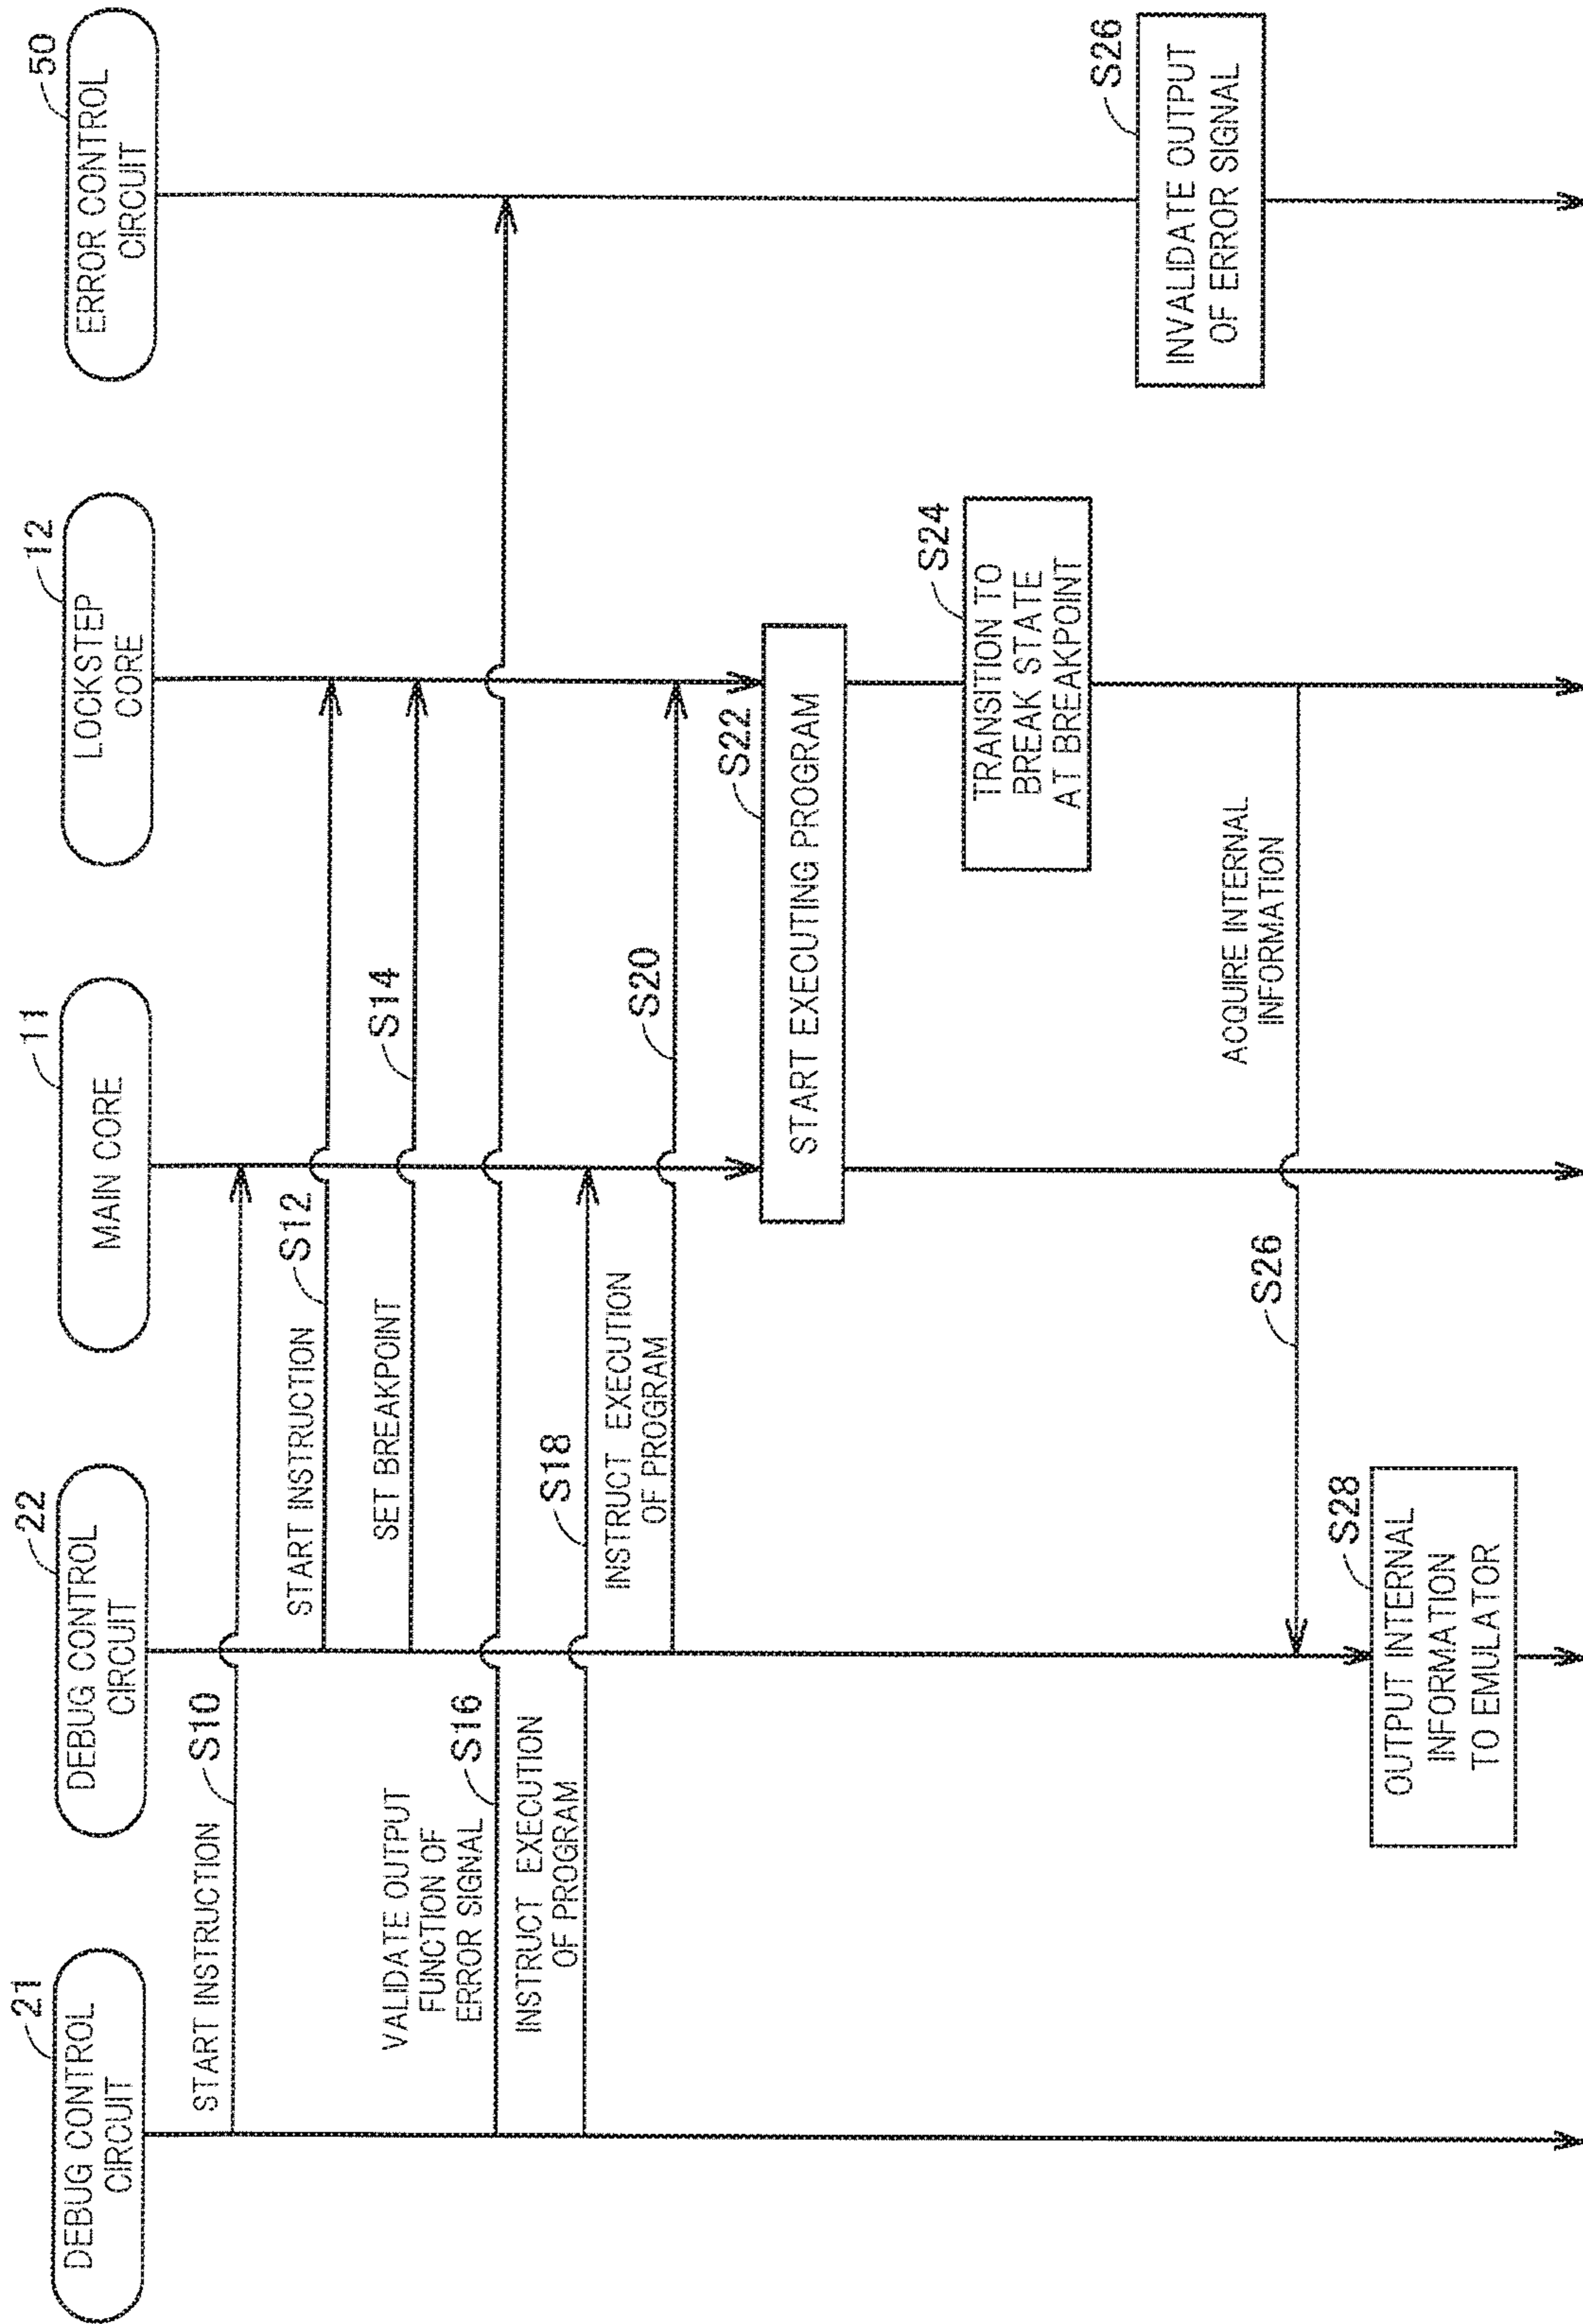 21
DEBUG CONTROL
CIRCUIT
22
DEBUG CONTROL
CIRCUIT
11
MAIN CORE
12
LOCKSTEP
CORE
50
ERROR CONTROL
CIRCUIT
START INSTRUCTION
S10
START INSTRUCTION
S12
SET BREAKPOINT
S14
VALIDATE OUTPUT
FUNCTION OF
ERROR SIGNAL
S16
INSTRUCT EXECUTION
OF PROGRAM
S18
INSTRUCT EXECUTION
OF PROGRAM
S20
S22
START EXECUTING PROGRAM
S24
TRANSITION TO
BREAK STATE
AT BREAKPOINT
S26
INVALIDATE OUTPUT
OF ERROR SIGNAL
ACQUIRE INTERNAL
INFORMATION
S26
S28
OUTPUT INTERNAL
INFORMATION
TO EMULATOR